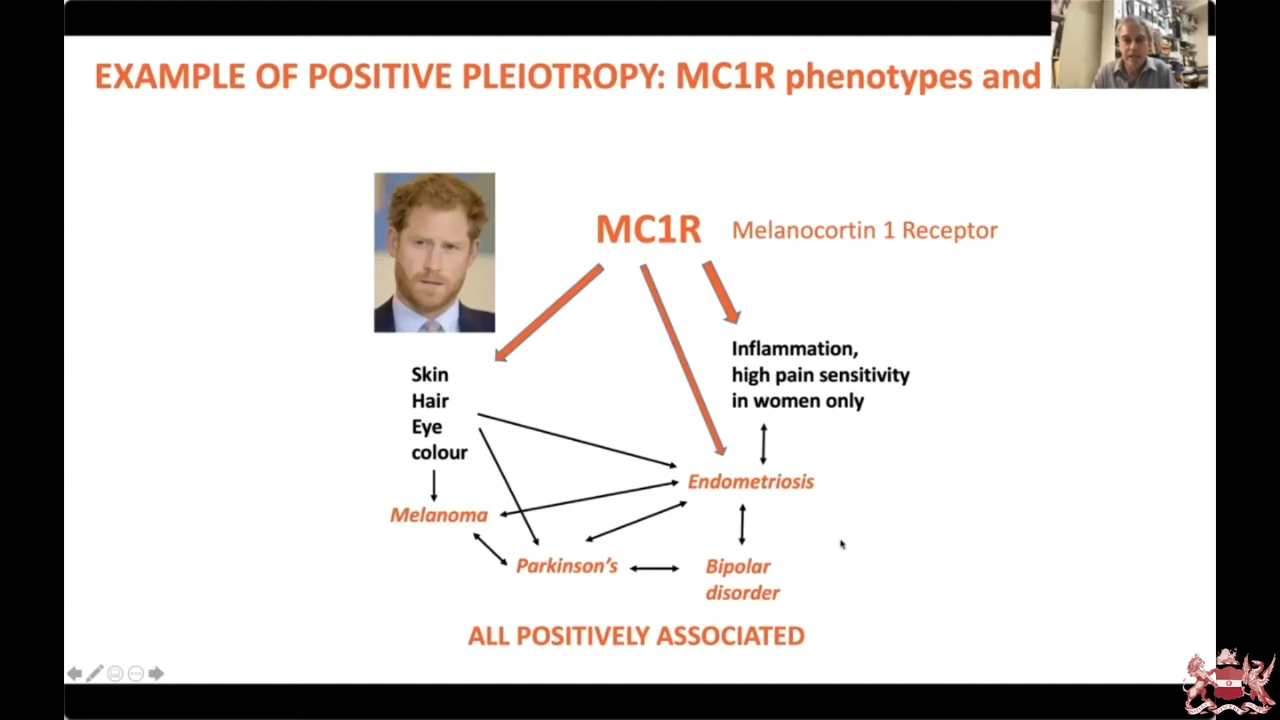 EXAMPLE OF POSITIVE PLEIOTROPY: MC1R phenotypes and
MC1R
Melanocortin 1 Receptor
Inflammation,
high pain sensitivity
in women only
Skin
Hair
Eye
colour
Endometriosis
Melanoma
Parkinson's
Bipolar
disorder
ALL POSITIVELY ASSOCIATED